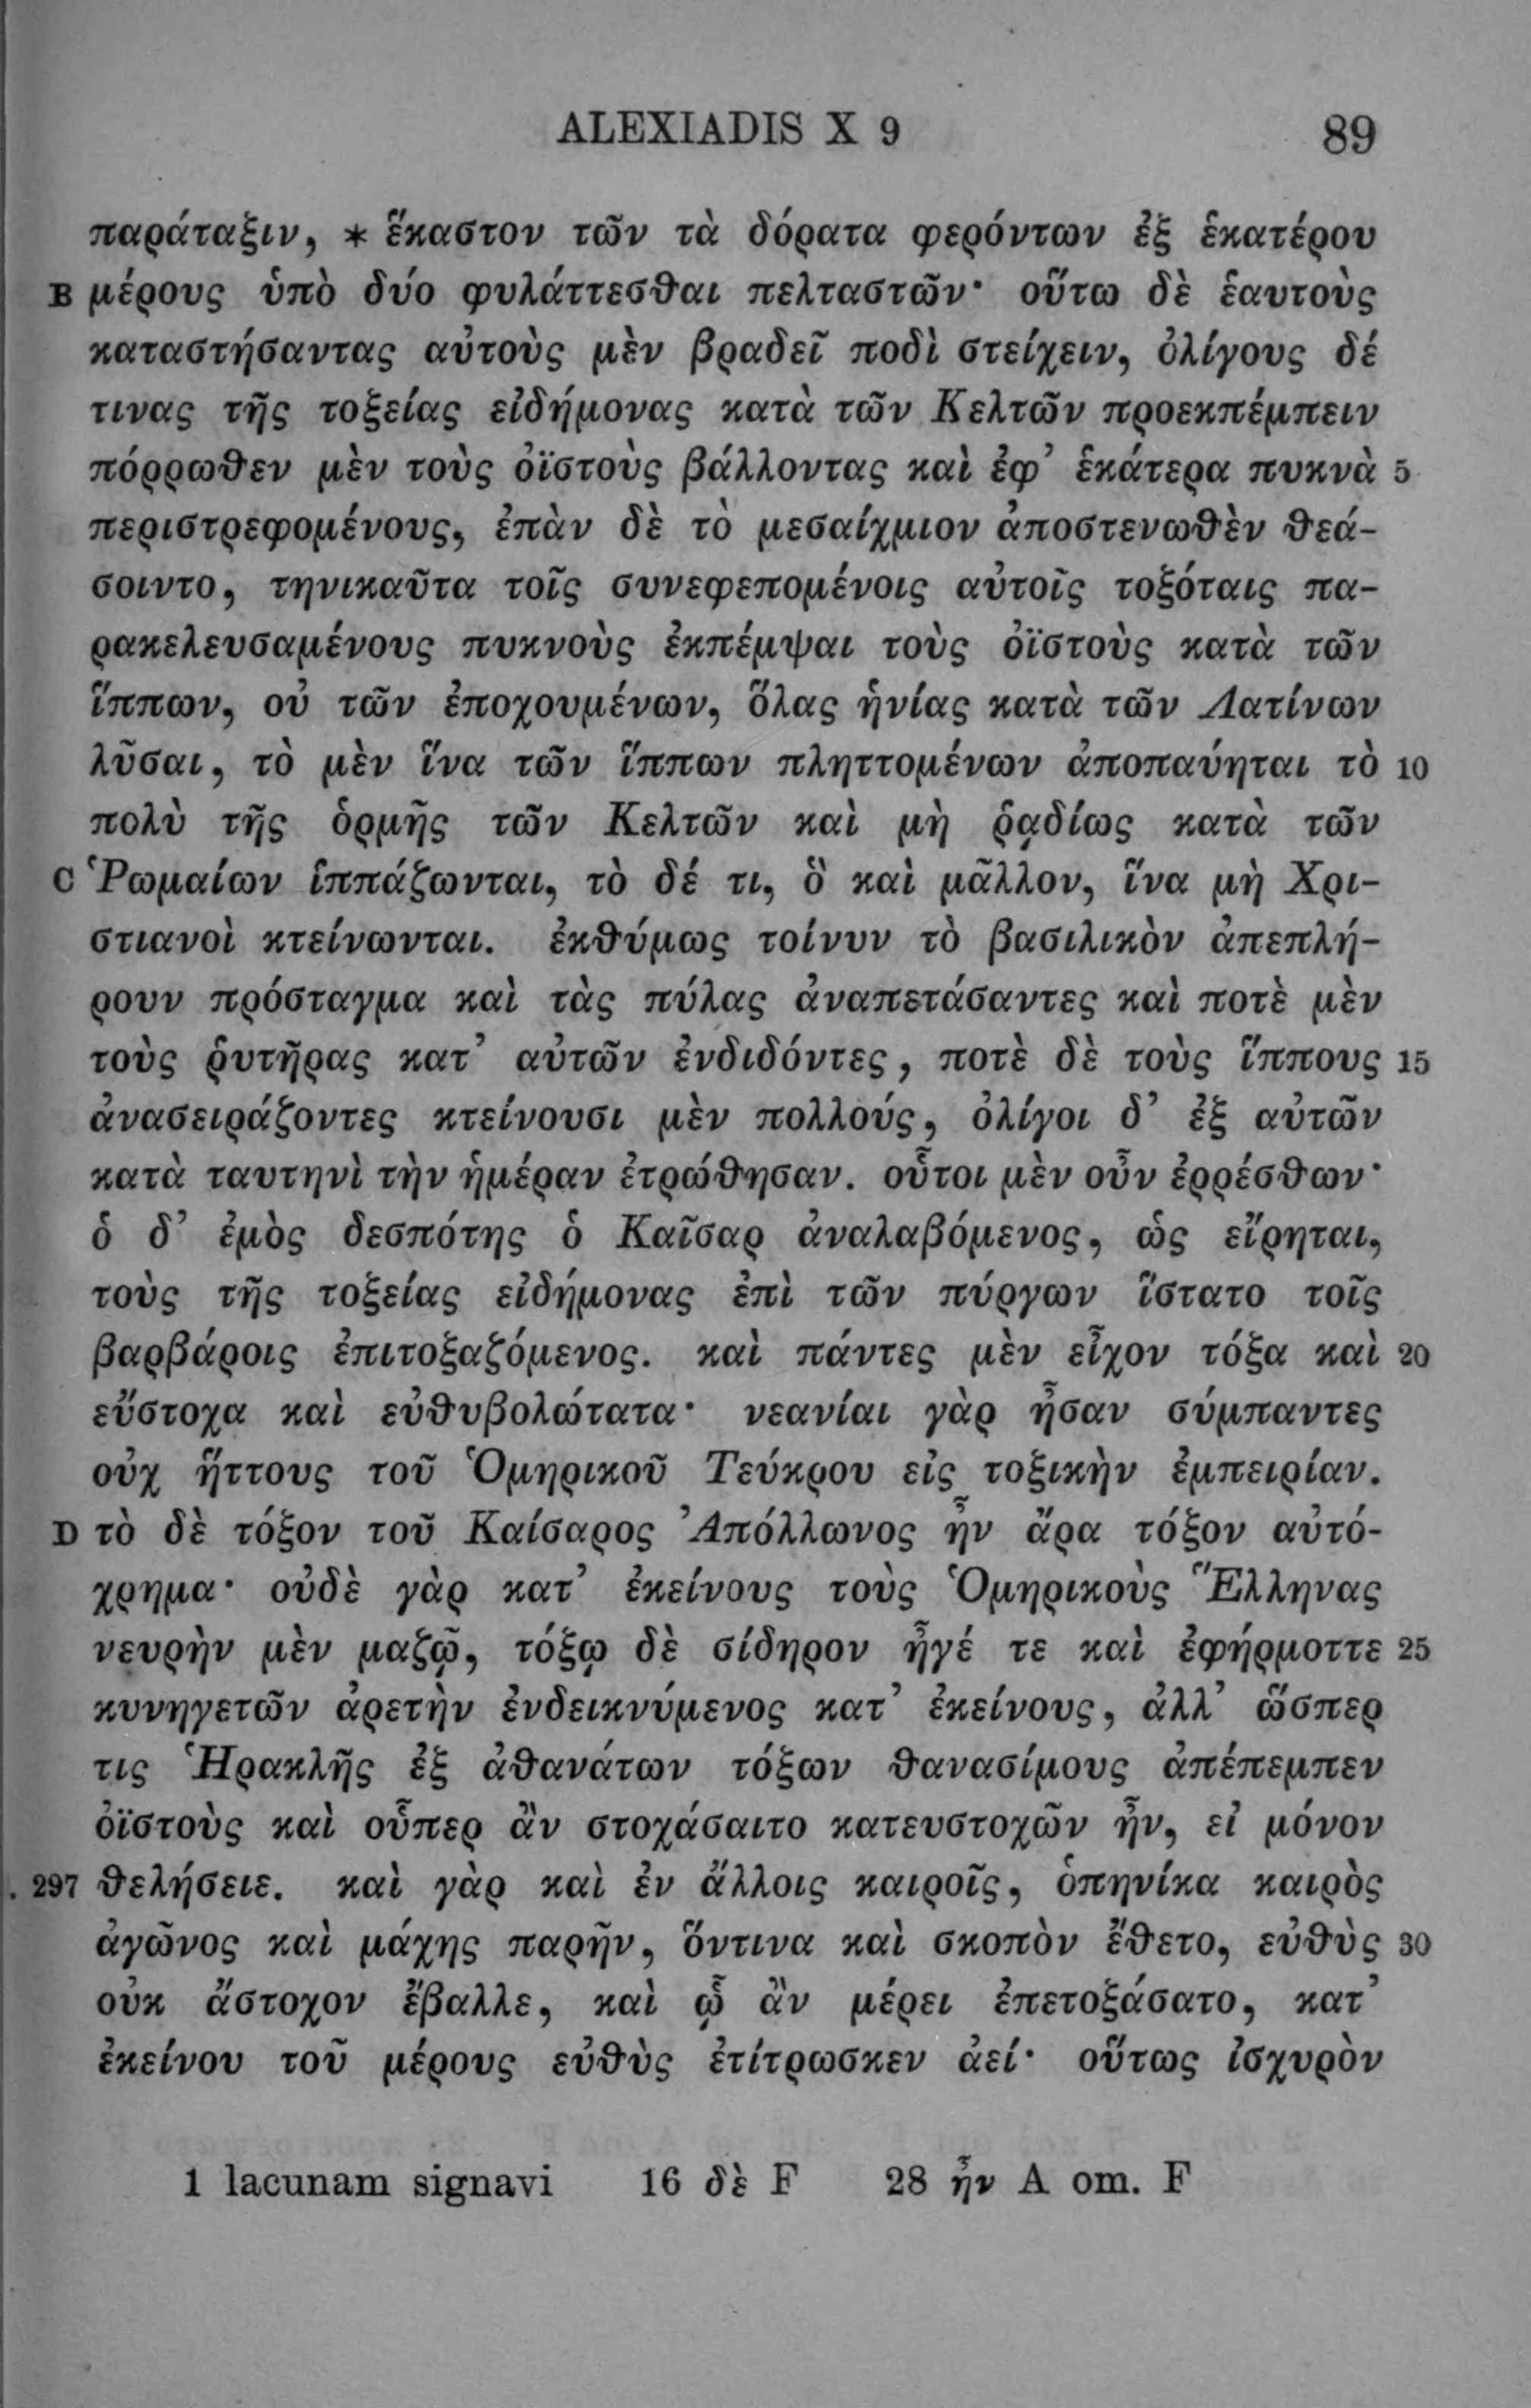 ALEXIADIS X 9 89
παράταξιν, * ἕκαστον τῶν τὰ δόρατα φερόντων ἐξ ἑκατέρου
B μέρους ὑπὸ δύο φυλάττεσθαι πελταστῶν· οὕτω δὲ ἑαυτοὺς
καταστήσαντας αὐτοὺς μὲν βραδεῖ ποδὶ στείχειν, ὀλίγους δέ
τινας τῆς τοξείας εἰδήμονας κατὰ τῶν Κελτῶν προεκπέμπειν
πόρρωθεν μὲν τοὺς ὀϊστοὺς βάλλοντας καὶ ἐφ' ἑκάτερα πυκνὰ 5
περιστρεφομένους, ἐπὰν δὲ τὸ μεσαίχμιον ἀποστενωθὲν θεά-
σοιντο, τηνικαῦτα τοῖς συνεφεπομένοις αὐτοῖς τοξόταις πα-
ρακελευσαμένους πυκνοὺς ἐκπέμψαι τοὺς ὀϊστοὺς κατὰ τῶν
ἵππων, οὐ τῶν ἐποχουμένων, ὅλας ἡνίας κατὰ τῶν Λατίνων
λῦσαι, τὸ μὲν ἵνα τῶν ἵππων πληττομένων ἀποπαύηται τὸ 10
πολὺ τῆς ὁρμῆς τῶν Κελτῶν καὶ μὴ ῥᾳδίως κατὰ τῶν
C Ῥωμαίων ἱππάζωνται, τὸ δέ τι, ὃ καὶ μᾶλλον, ἵνα μὴ Χρι-
στιανοὶ κτείνωνται. ἐκθύμως τοίνυν τὸ βασιλικὸν ἀπεπλή-
ρουν πρόσταγμα καὶ τὰς πύλας ἀναπετάσαντες καὶ ποτὲ μὲν
τοὺς ῥυτῆρας κατ' αὐτῶν ἐνδιδόντες, ποτὲ δὲ τοὺς ἵππους 15
ἀνασειράζοντες κτείνουσι μὲν πολλούς, ὀλίγοι δ' ἐξ αὐτῶν
κατὰ ταυτηνὶ τὴν ἡμέραν ἐτρώθησαν. οὗτοι μὲν οὖν ἐρρέσθων·
ὁ δ' ἐμὸς δεσπότης ὁ Καῖσαρ ἀναλαβόμενος, ὡς εἴρηται,
τοὺς τῆς τοξείας εἰδήμονας ἐπὶ τῶν πύργων ἵστατο τοῖς
βαρβάροις ἐπιτοξαζόμενος. καὶ πάντες μὲν εἶχον τόξα καὶ 20
εὔστοχα καὶ εὐθυβολώτατα· νεανίαι γὰρ ἦσαν σύμπαντες
οὐχ ἥττους τοῦ Ὁμηρικοῦ Τεύκρου εἰς τοξικὴν ἐμπειρίαν.
D τὸ δὲ τόξον τοῦ Καίσαρος Ἀπόλλωνος ἦν ἄρα τόξον αὐτό-
χρημα· οὐδὲ γὰρ κατ' ἐκείνους τοὺς Ὁμηρικοὺς Ἕλληνας
νευρὴν μὲν μαζῷ, τόξῳ δὲ σίδηρον ἦγέ τε καὶ ἐφήρμοττε 25
κυνηγετῶν ἀρετὴν ἐνδεικνύμενος κατ' ἐκείνους, ἀλλ' ὥσπερ
τις Ἡρακλῆς ἐξ ἀθανάτων τόξων θανασίμους ἀπέπεμπεν
ὀϊστοὺς καὶ οὗπερ ἂν στοχάσαιτο κατευστοχῶν ἦν, εἰ μόνον
. 297 θελήσειε. καὶ γὰρ καὶ ἐν ἄλλοις καιροῖς, ὁπηνίκα καιρὸς
ἀγῶνος καὶ μάχης παρῆν, ὅντινα καὶ σκοπὸν ἔθετο, εὐθὺς 30
οὐκ ἄστοχον ἔβαλλε, καὶ ᾧ ἂν μέρει ἐπετοξάσατο, κατ'
ἐκείνου τοῦ μέρους εὐθὺς ἐτίτρωσκεν ἀεί· οὕτως ἰσχυρὸν
1 lacunam signavi 16 δὲ F 28 ἦν A om. F